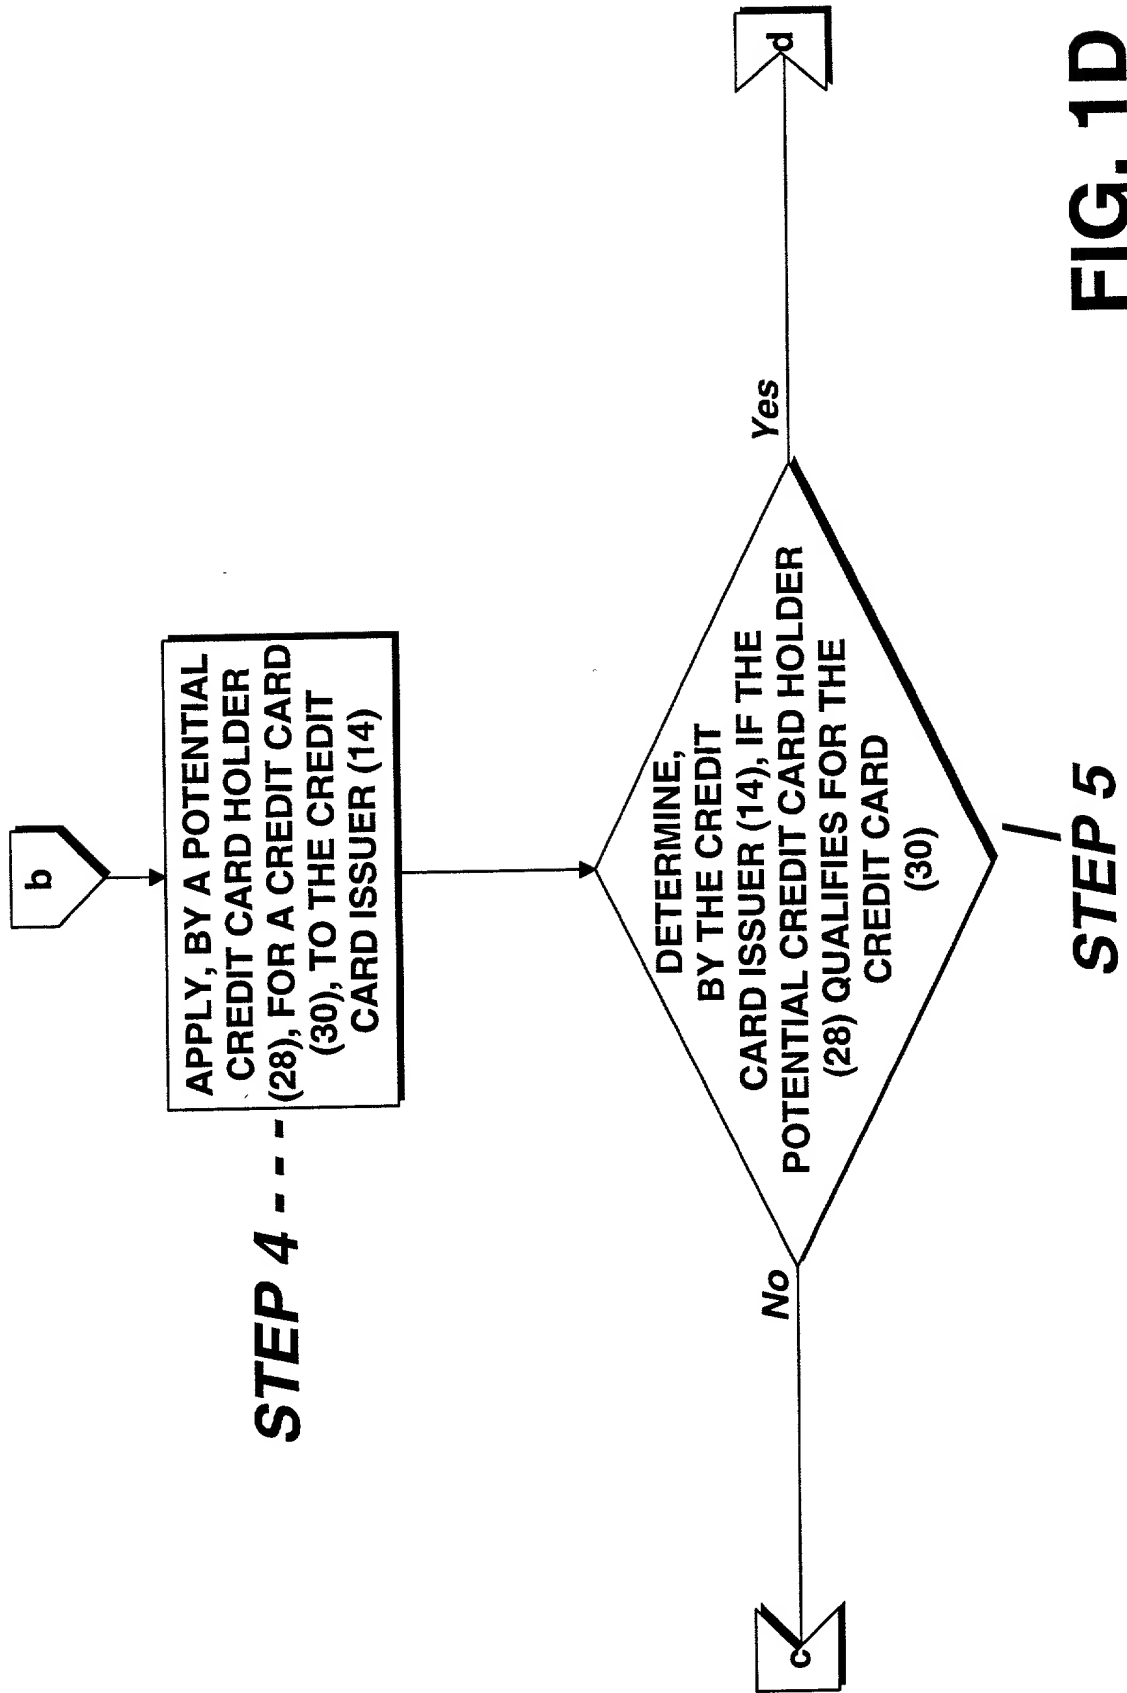 b
APPLY, BY A POTENTIAL
CREDIT CARD HOLDER
(28), FOR A CREDIT CARD
(30), TO THE CREDIT
CARD ISSUER (14)
STEP 4
DETERMINE,
BY THE CREDIT
CARD ISSUER (14), IF THE
POTENTIAL CREDIT CARD HOLDER
(28) QUALIFIES FOR THE
CREDIT CARD
(30)
No
Yes
c
d
STEP 5
FIG. 1D